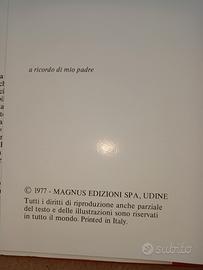 a ricordo di mio padre
© 1977 - MAGNUS EDIZIONI SPA, UDINE
Tutti i diritti di riproduzione anche parziale
del testo e delle illustrazioni sono riservati
in tutto il mondo. Printed in Italy.
subito